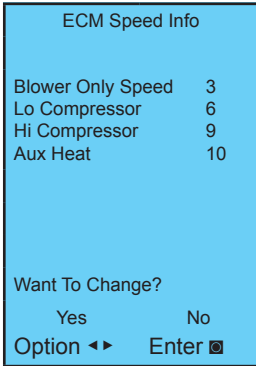 ECM Speed Info
Blower Only Speed 3
Lo Compressor 6
Hi Compressor 9
Aux Heat 10
Want To Change?
Yes No
Option ◄► Enter ◙